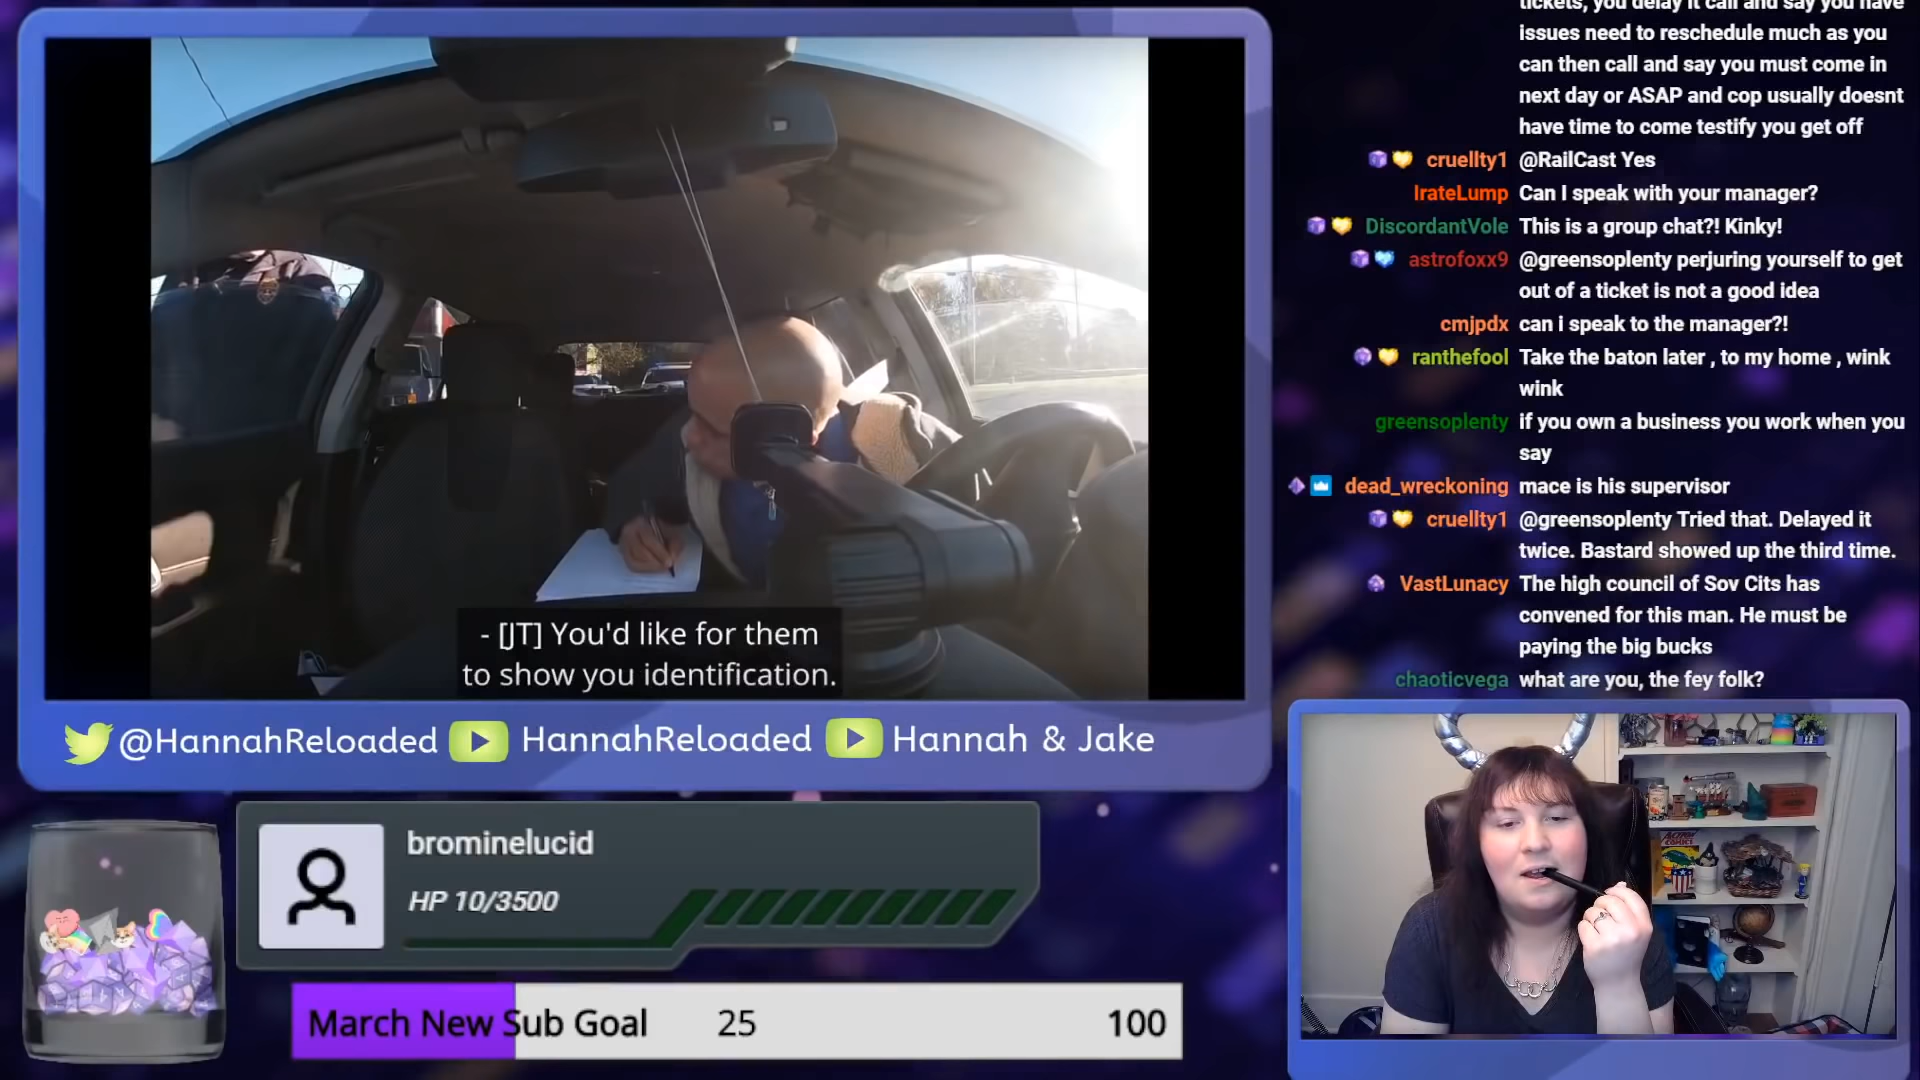 - [JT] You'd like for them
to show you identification.
@HannahReloaded HannahReloaded Hannah & Jake
brominelucid
HP 10/3500
March New Sub Goal 25 100
tickets, you delay it call and say you have
issues need to reschedule much as you
can then call and say you must come in
next day or ASAP and cop usually doesnt
have time to come testify you get off
cruellty1 @RailCast Yes
IrateLump Can I speak with your manager?
DiscordantVole This is a group chat?! Kinky!
astrofoxx9 @greensoplenty perjuring yourself to get
out of a ticket is not a good idea
cmjpdx can i speak to the manager?!
ranthefool Take the baton later , to my home , wink
wink
greensoplenty if you own a business you work when you
say
dead_wreckoning mace is his supervisor
cruellty1 @greensoplenty Tried that. Delayed it
twice. Bastard showed up the third time.
VastLunacy The high council of Sov Cits has
convened for this man. He must be
paying the big bucks
chaoticvega what are you, the fey folk?